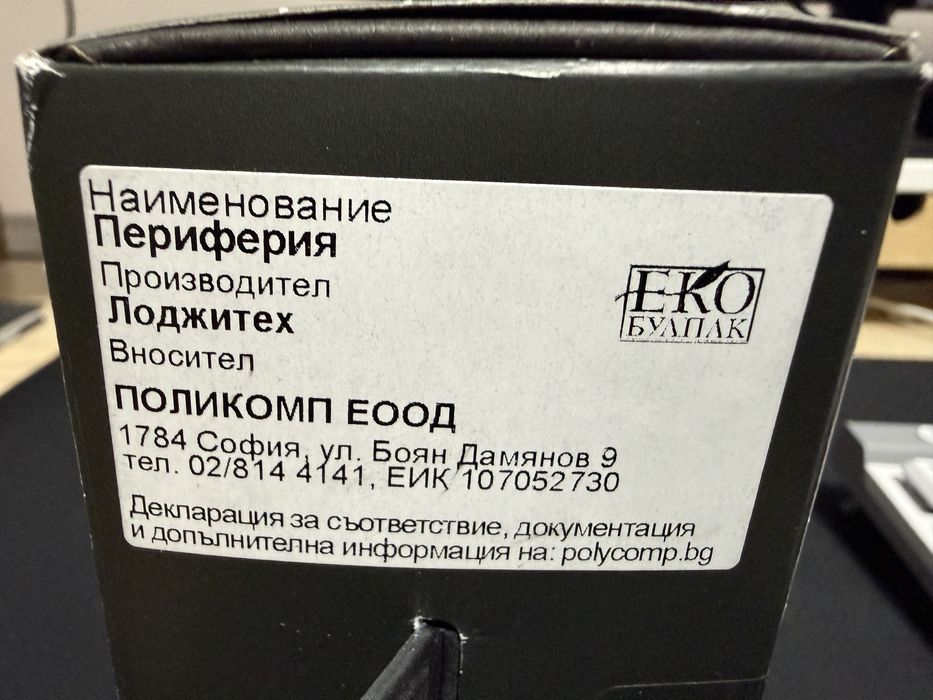 Наименование
Периферия
Производител
Лоджитех
Вносител
ПОЛИКОМП ЕООД
1784 София, ул. Боян Дамянов 9
тел. 02/814 4141, ЕИК 107052730
Декларация за съответствие, документация
и допълнителна информация на: polycomp.bg
ЕКО
БУЛПАК